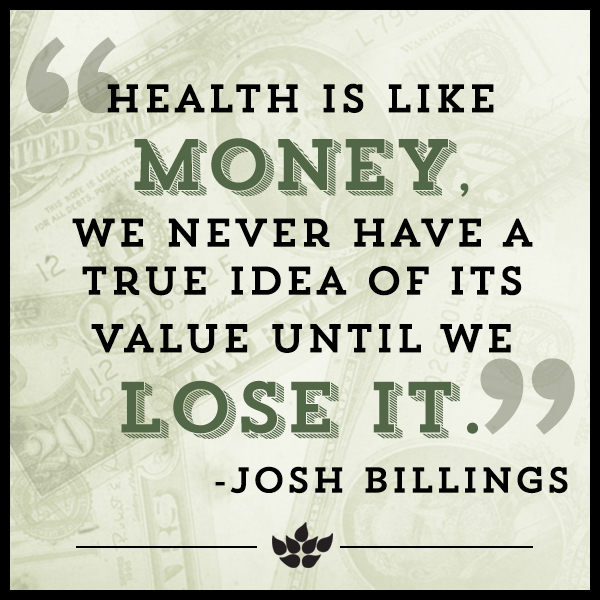 “HEALTH IS LIKE
MONEY,
WE NEVER HAVE A
TRUE IDEA OF ITS
VALUE UNTIL WE
LOSE IT.”
-JOSH BILLINGS